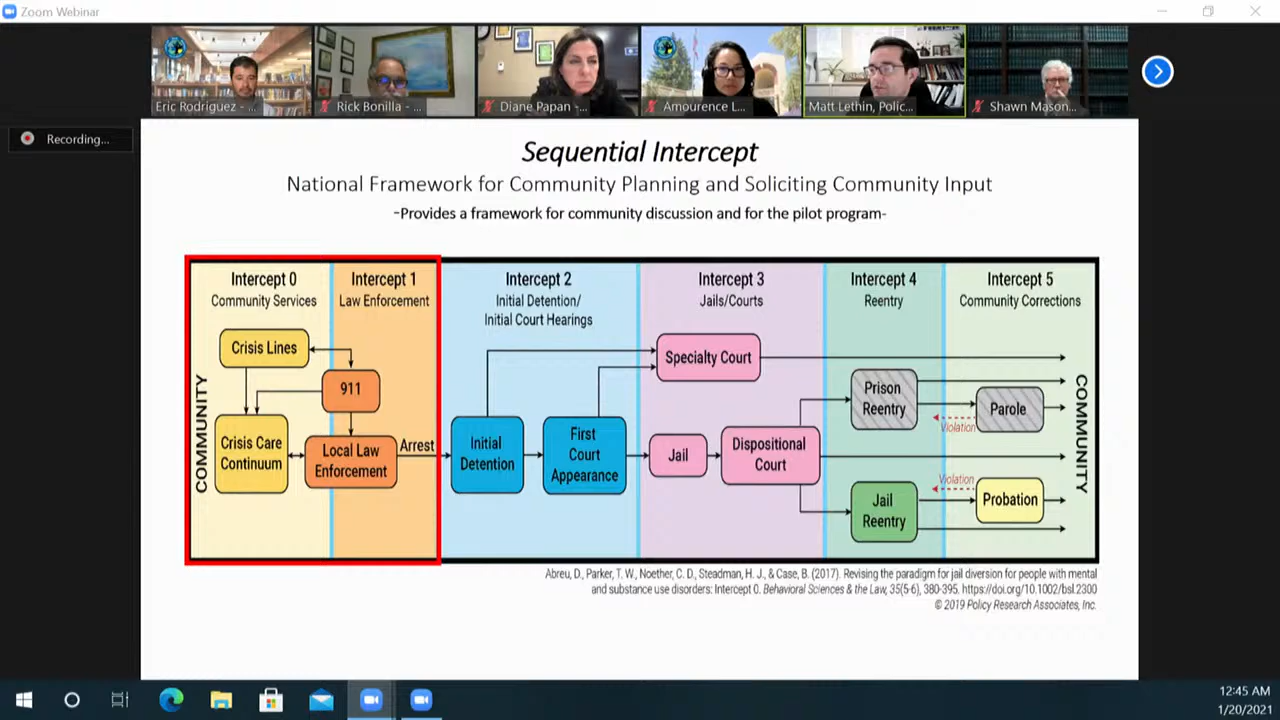 Zoom Webinar
Eric Rodriguez - ...
Rick Bonilla - ...
Diane Papan - ...
Amourence L...
Matt Lethin, Polic...
Shawn Mason...
Recording...
Sequential Intercept
National Framework for Community Planning and Soliciting Community Input
-Provides a framework for community discussion and for the pilot program-
Intercept 0
Community Services
Intercept 1
Law Enforcement
Intercept 2
Initial Detention/
Initial Court Hearings
Intercept 3
Jails/Courts
Intercept 4
Reentry
Intercept 5
Community Corrections
COMMUNITY
Crisis Lines
911
Crisis Care
Continuum
Local Law
Enforcement
Arrest
Initial
Detention
First
Court
Appearance
Specialty Court
Jail
Dispositional
Court
Prison
Reentry
Parole
Violation
Jail
Reentry
Violation
Probation
COMMUNITY
Abreu, D., Parker, T. W., Noether, C. D., Steadman, H. J., & Case, B. (2017). Revising the paradigm for jail diversion for people with mental
and substance use disorders: Intercept 0. Behavioral Sciences & the Law, 35(5-6), 380-395. https://doi.org/10.1002/bsl.2300
© 2019 Policy Research Associates, Inc.
12:45 AM
1/20/2021